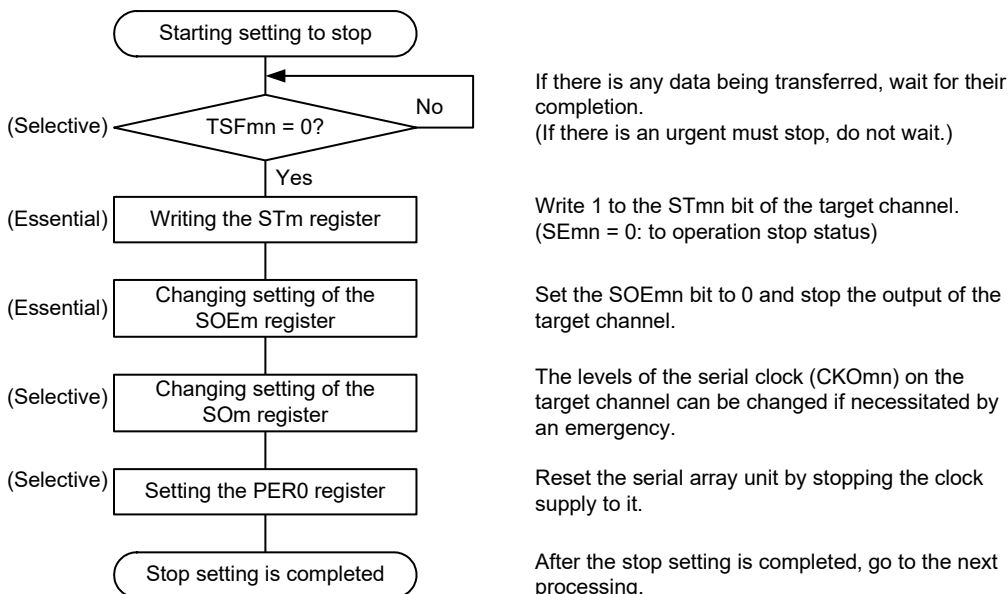 Starting setting to stop
No
(Selective)
TSFmn = 0?
If there is any data being transferred, wait for their
completion.
(If there is an urgent must stop, do not wait.)
Yes
(Essential)
Writing the STm register
Write 1 to the STmn bit of the target channel.
(SEmn = 0: to operation stop status)
(Essential)
Changing setting of the
SOEm register
Set the SOEmn bit to 0 and stop the output of the
target channel.
(Selective)
Changing setting of the
SOm register
The levels of the serial clock (CKOmn) on the
target channel can be changed if necessitated by
an emergency.
(Selective)
Setting the PER0 register
Reset the serial array unit by stopping the clock
supply to it.
Stop setting is completed
After the stop setting is completed, go to the next
processing.